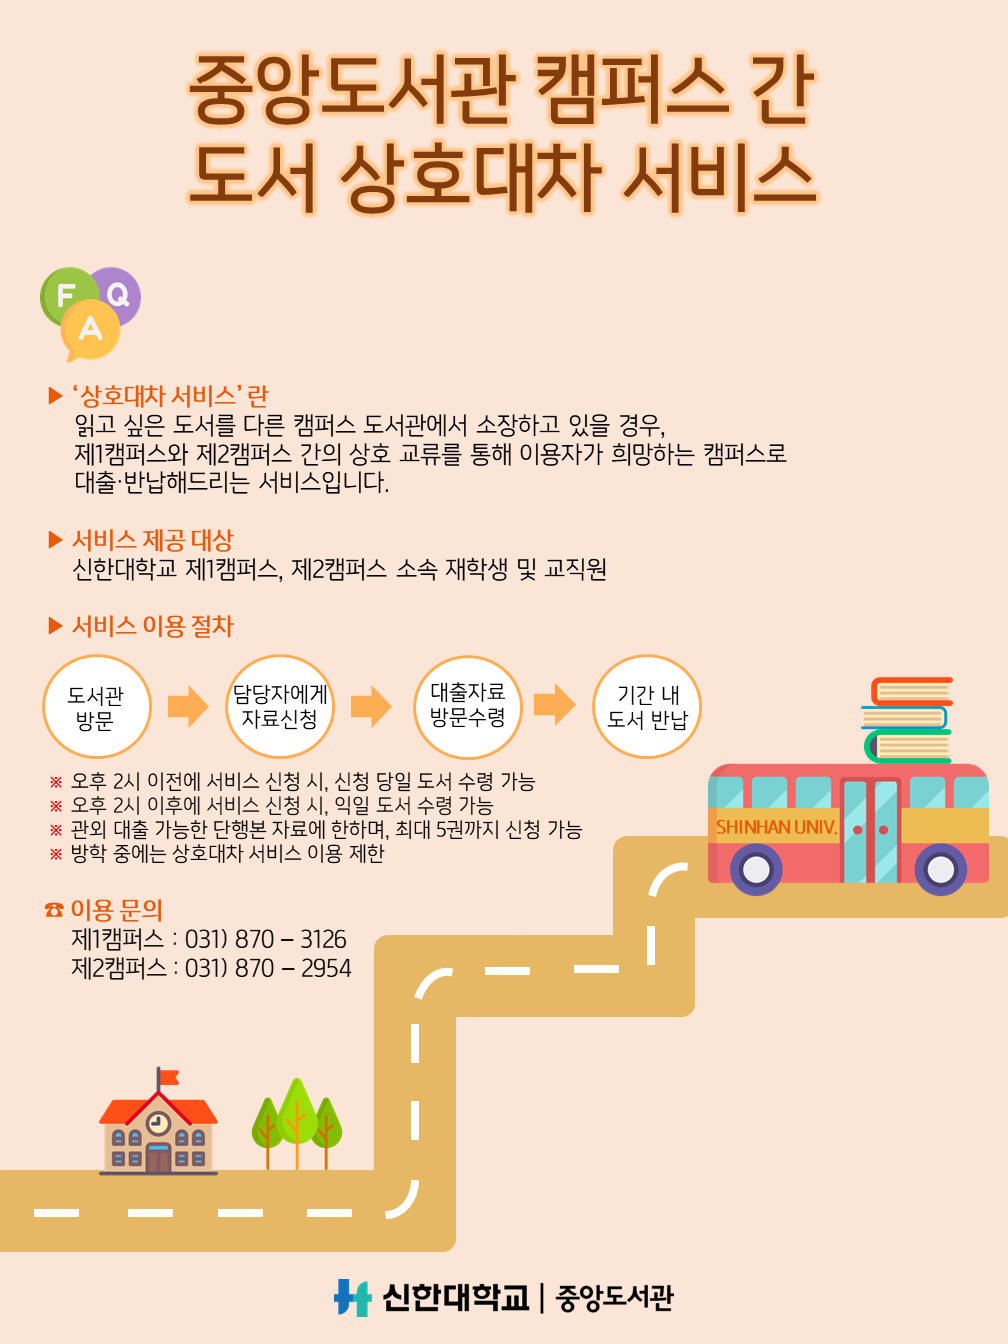 중앙도서관 캠퍼스 간
도서 상호대차 서비스
F Q
A
▶ ‘상호대차 서비스’ 란
읽고 싶은 도서를 다른 캠퍼스 도서관에서 소장하고 있을 경우,
제1캠퍼스와 제2캠퍼스 간의 상호 교류를 통해 이용자가 희망하는 캠퍼스로
대출·반납해드리는 서비스입니다.
▶ 서비스 제공 대상
신한대학교 제1캠퍼스, 제2캠퍼스 소속 재학생 및 교직원
▶ 서비스 이용 절차
도서관
방문
담당자에게
자료신청
대출자료
방문수령
기간 내
도서 반납
※ 오후 2시 이전에 서비스 신청 시, 신청 당일 도서 수령 가능
※ 오후 2시 이후에 서비스 신청 시, 익일 도서 수령 가능
※ 관외 대출 가능한 단행본 자료에 한하며, 최대 5권까지 신청 가능
※ 방학 중에는 상호대차 서비스 이용 제한
SHINHAN UNIV.
☎ 이용 문의
제1캠퍼스 : 031) 870 – 3126
제2캠퍼스 : 031) 870 – 2954
신한대학교 | 중앙도서관